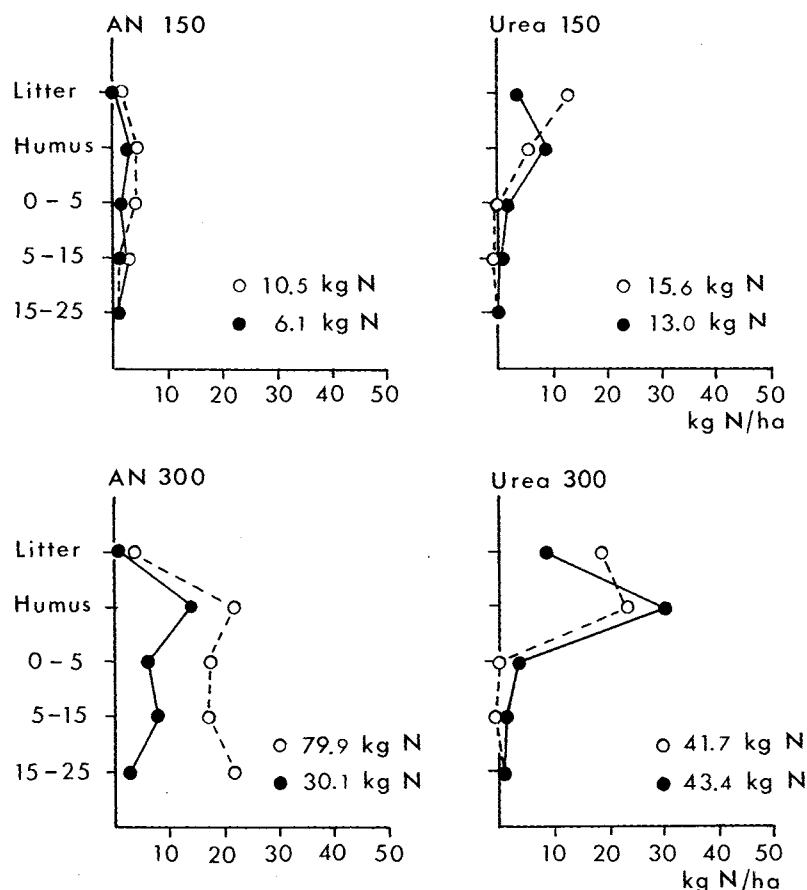 AN 150
Litter
Humus
0-5
5-15
15-25
○ 10.5 kg N
● 6.1 kg N
10 20 30 40 50
Urea 150
○ 15.6 kg N
● 13.0 kg N
10 20 30 40 50
kg N/ha
AN 300
Litter
Humus
0-5
5-15
15-25
○ 79.9 kg N
● 30.1 kg N
10 20 30 40 50
Urea 300
○ 41.7 kg N
● 43.4 kg N
10 20 30 40 50
kg N/ha